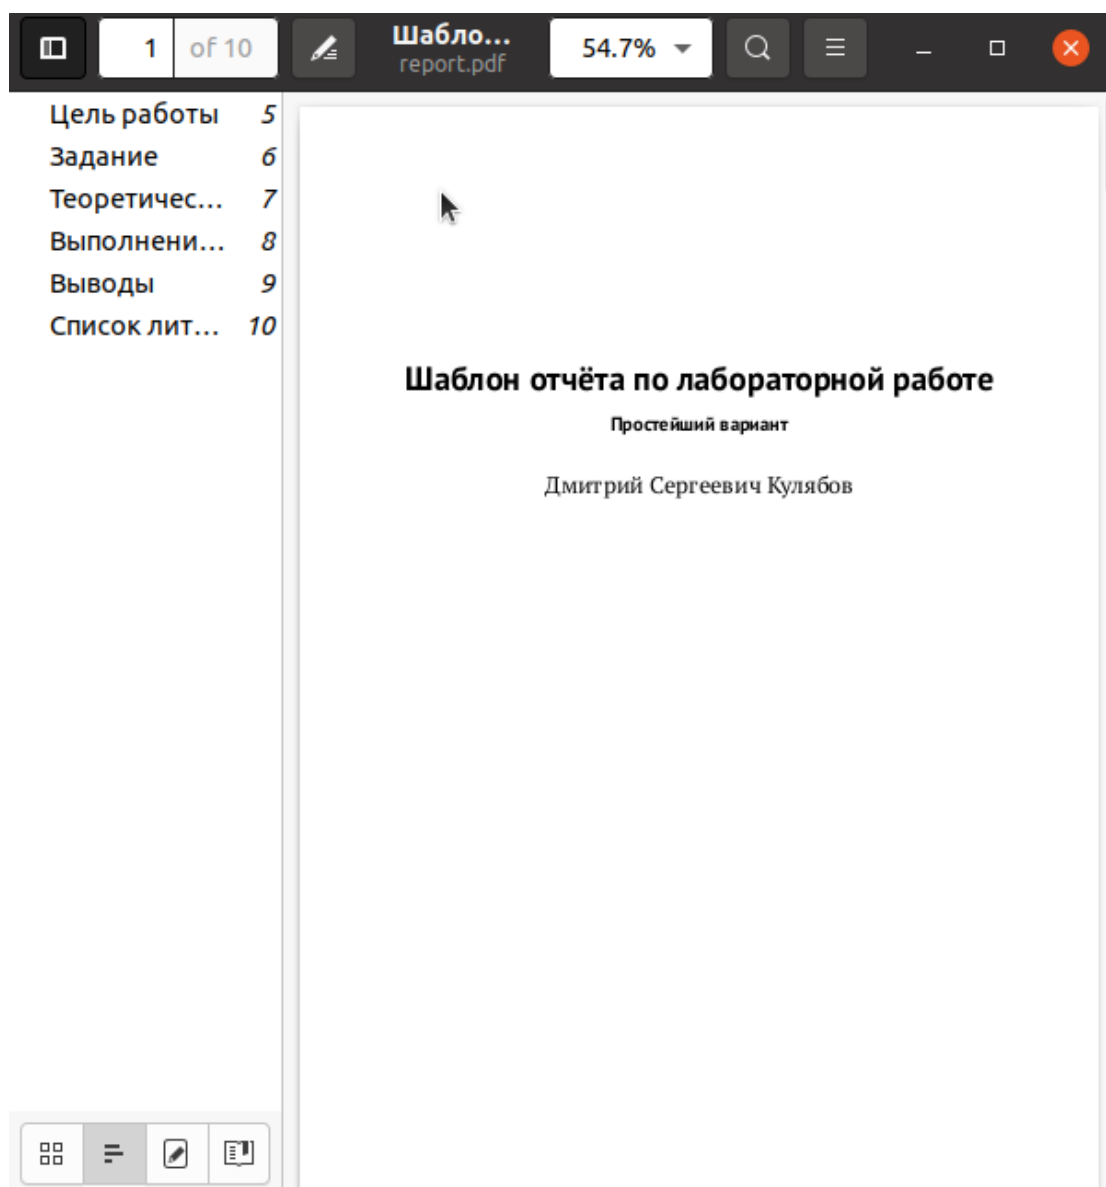 1 of 10 Шабло... 54.7%
report.pdf
Цель работы 5
Задание 6
Теоретичес... 7
Выполнени... 8
Выводы 9
Список лит... 10
Шаблон отчёта по лабораторной работе
Простейший вариант
Дмитрий Сергеевич Кулябов